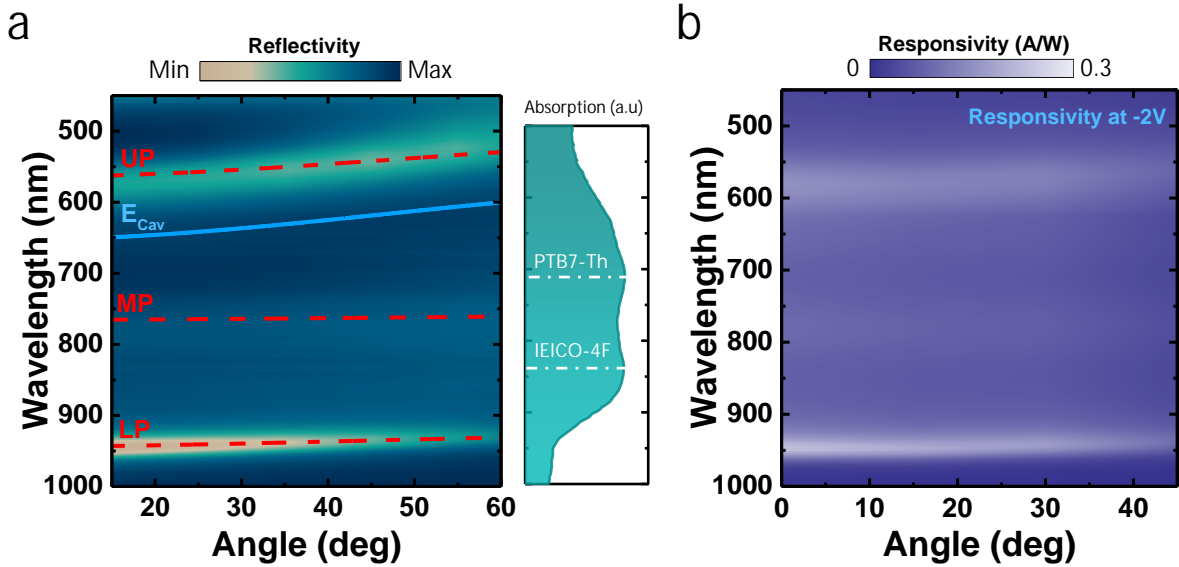 a
Reflectivity
Min
Max
500
600
700
800
900
1000
Wavelength (nm)
UP
E_Cav
MP
LP
20
30
40
50
60
Angle (deg)
Absorption (a.u)
PTB7-Th
IEICO-4F
b
Responsivity (A/W)
0
0.3
Responsivity at -2V
500
600
700
800
900
1000
Wavelength (nm)
0
10
20
30
40
Angle (deg)